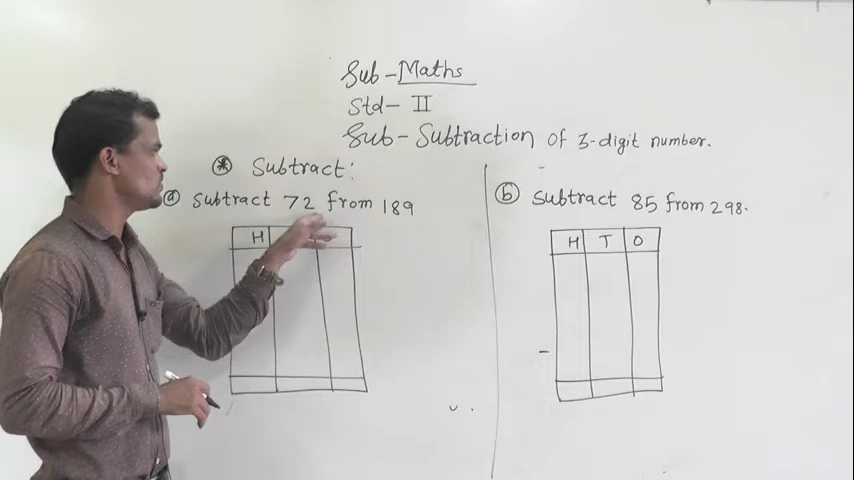 Sub - Maths
Std - II
Sub - Subtraction of 3-digit number.
* Subtract:
a Subtract 72 from 189
H
b Subtract 85 from 298.
H T O
-